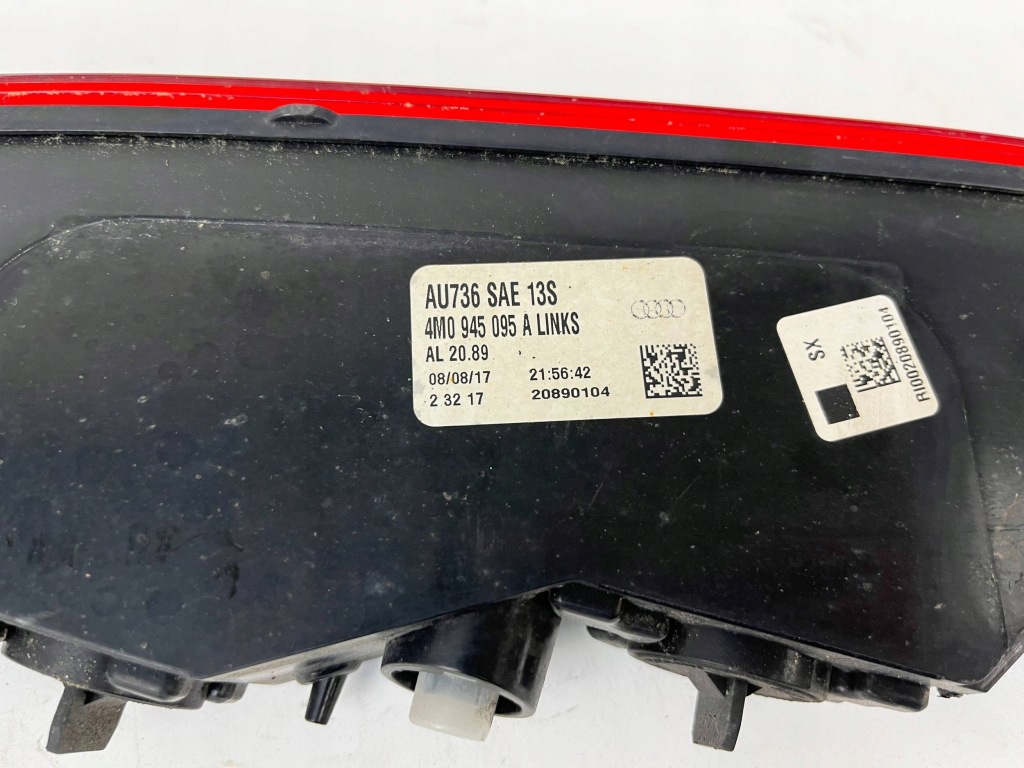 AU736 SAE 13S
4M0 945 095 A LINKS
AL 20.89
08/08/17 21:56:42
2 32 17 20890104
XS
RI0020890104